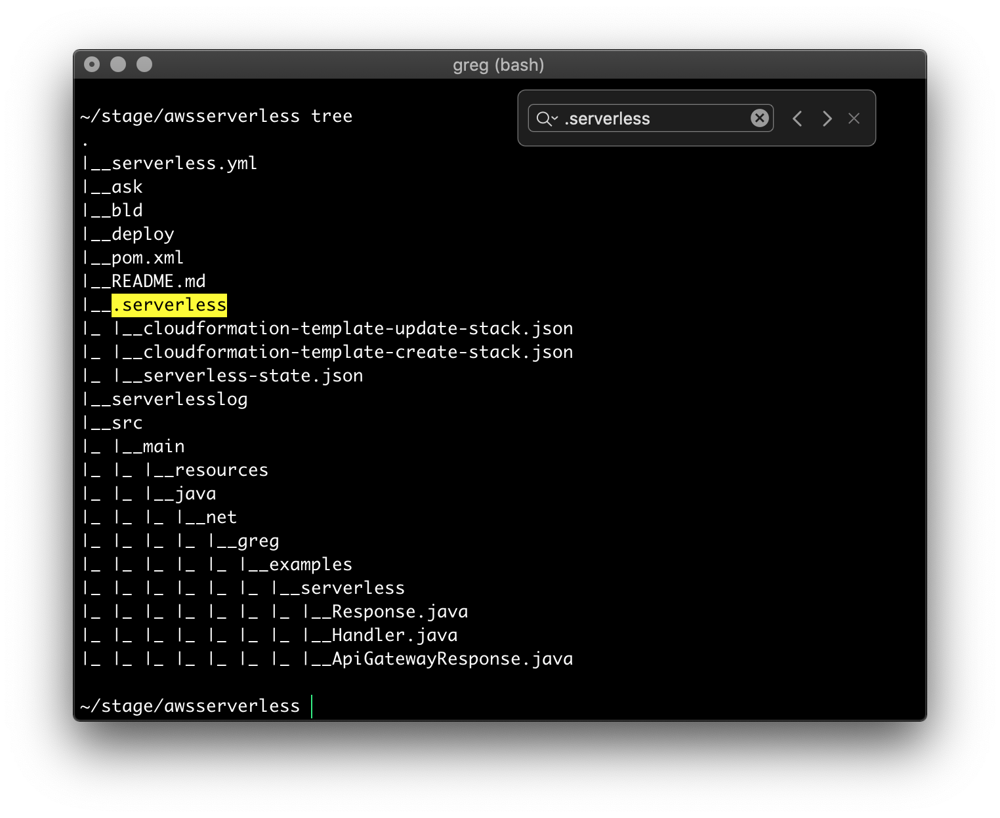 greg (bash)
.serverless
~/stage/awsserverless tree
.
|__serverless.yml
|__ask
|__bld
|__deploy
|__pom.xml
|__README.md
|__.serverless
|_ |__cloudformation-template-update-stack.json
|_ |__cloudformation-template-create-stack.json
|_ |__serverless-state.json
|__serverlesslog
|__src
|_ |__main
|_ |_ |__resources
|_ |_ |__java
|_ |_ |_ |__net
|_ |_ |_ |_ |__greg
|_ |_ |_ |_ |_ |__examples
|_ |_ |_ |_ |_ |_ |__serverless
|_ |_ |_ |_ |_ |_ |_ |__Response.java
|_ |_ |_ |_ |_ |_ |_ |__Handler.java
|_ |_ |_ |_ |_ |_ |_ |__ApiGatewayResponse.java
~/stage/awsserverless